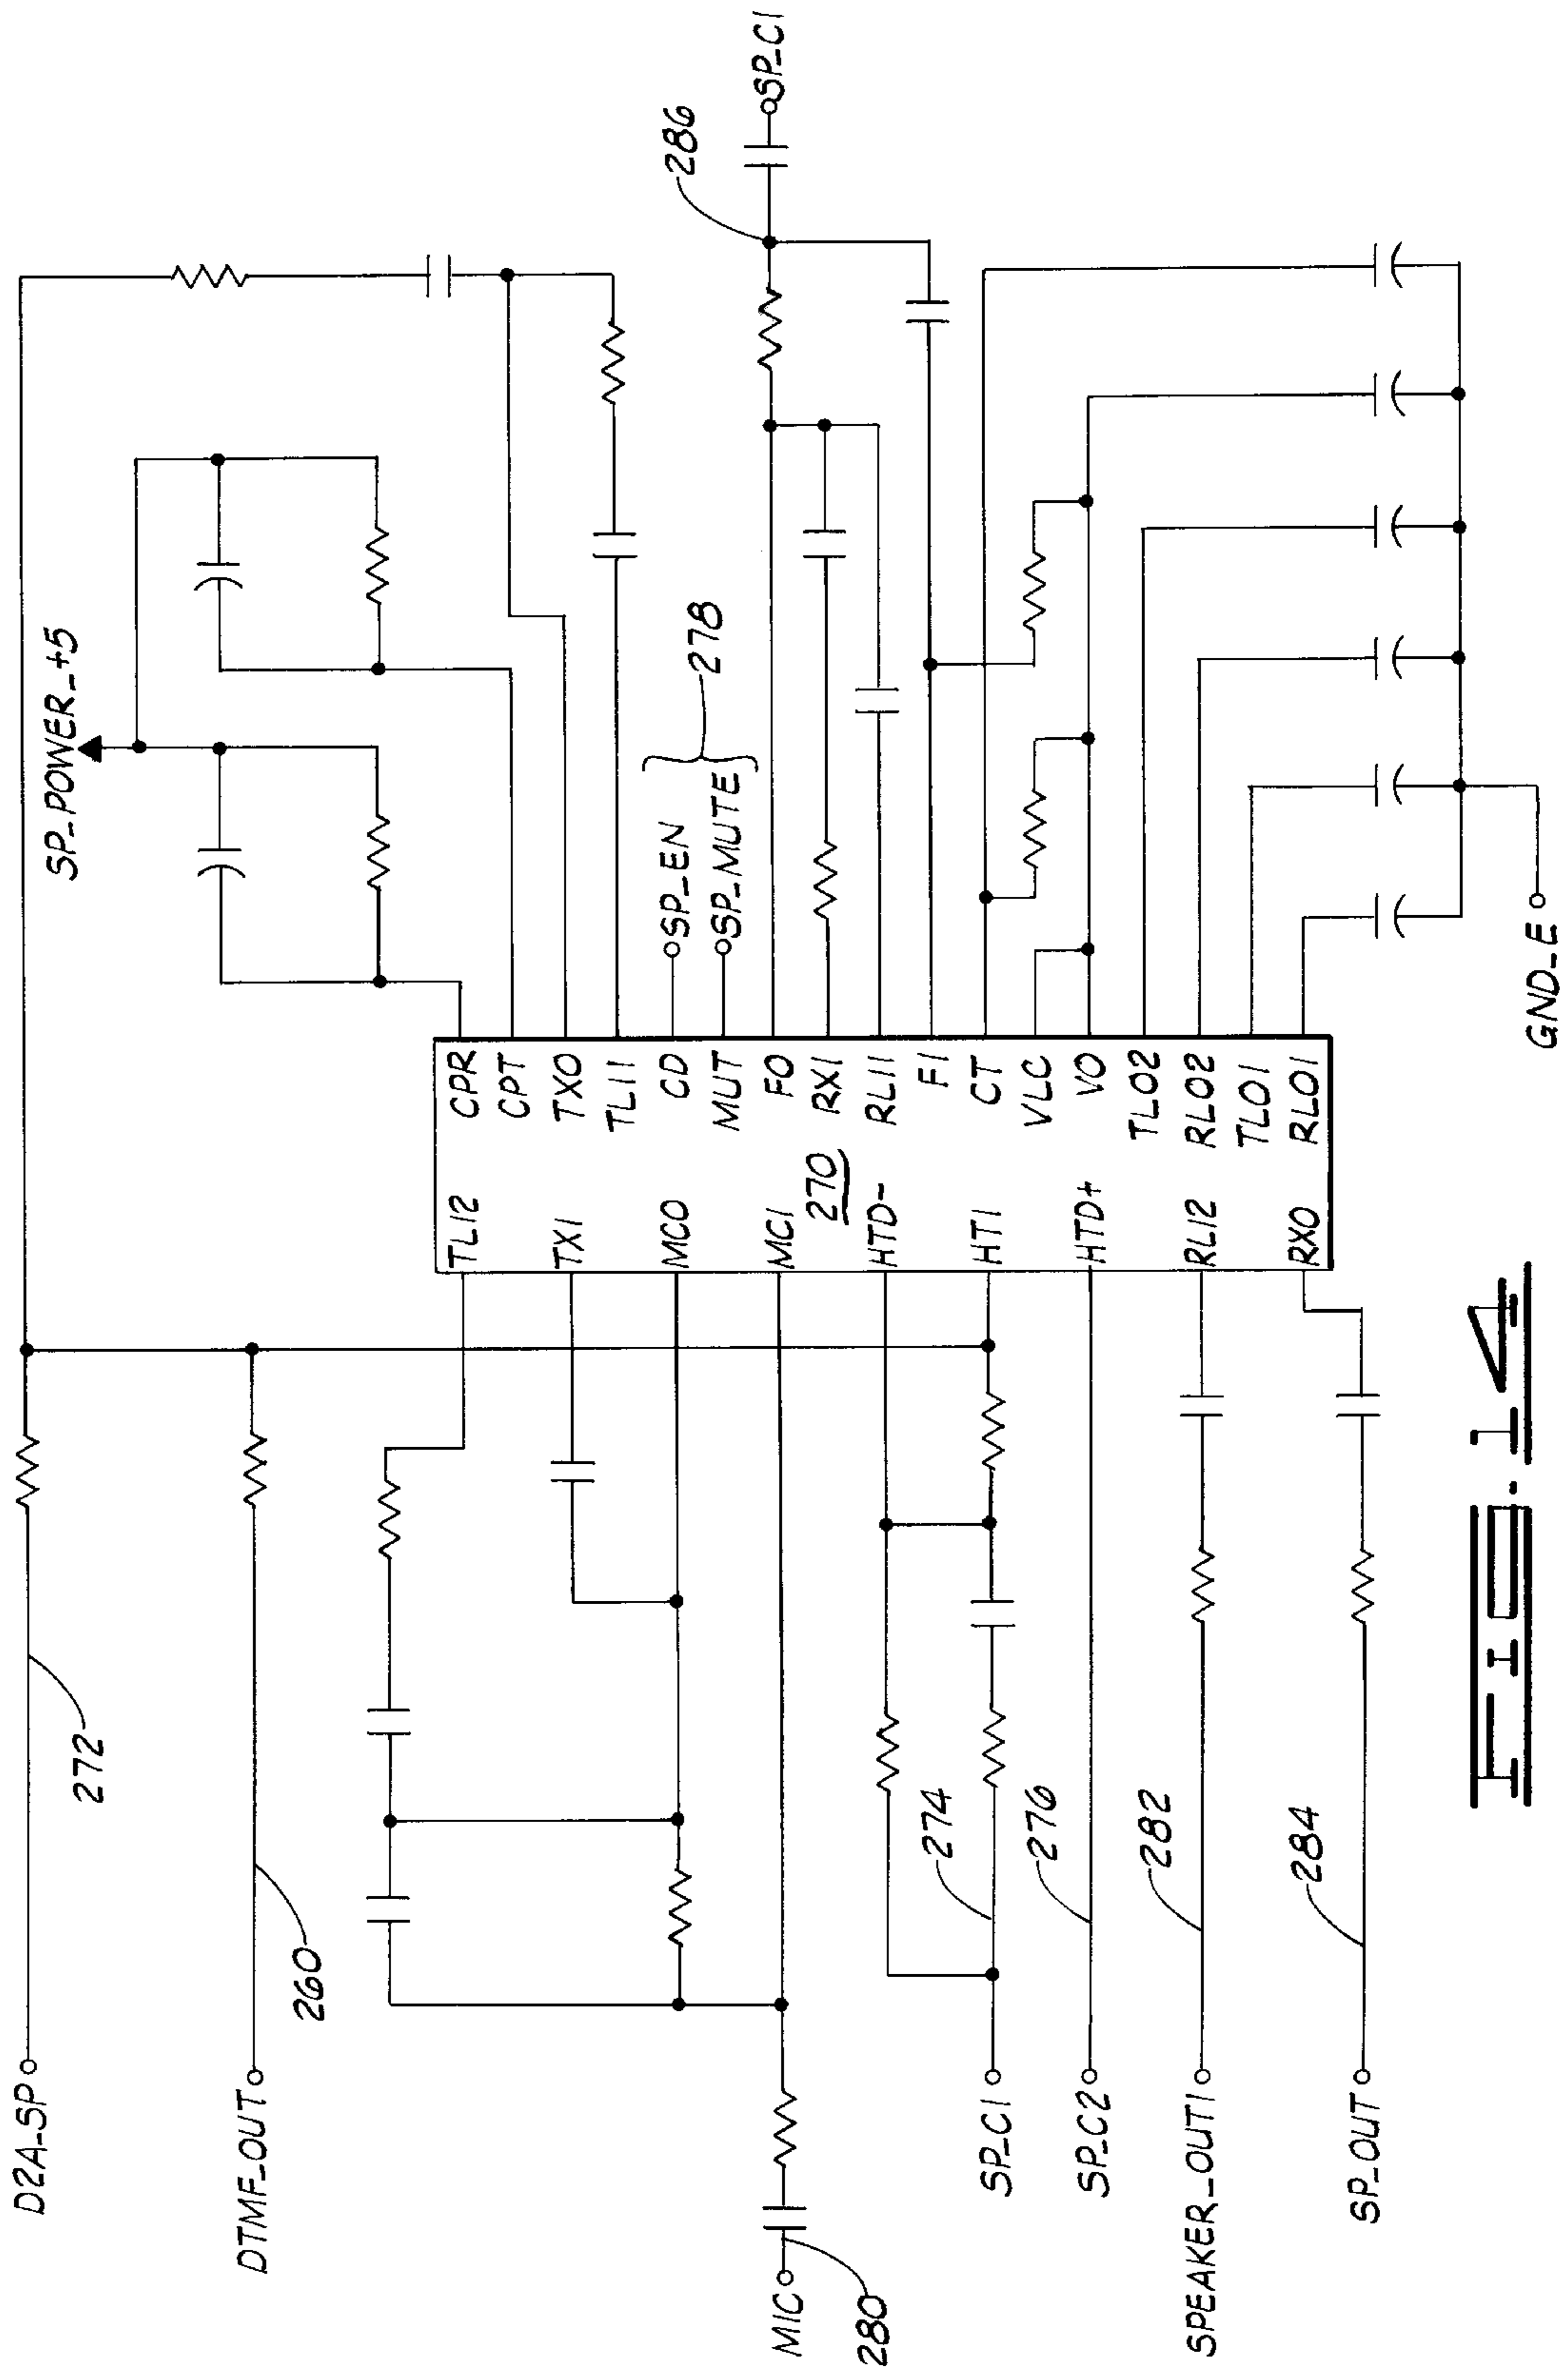 D2A_SP
272
DTMF_OUT
260
MIC
280
SP_C1
274
SP_C2
276
SPEAKER_OUT1
282
SP_OUT
284
TLI2
TXI
MCO
MCI
HTD-
HTI
HTD+
RLI2
RXO
270
CPR
CPT
TXO
TLI1
CD
MUT
FO
RXI
RLI1
FI
CT
VLC
VO
TLO2
RLO2
TLO1
RLO1
SP_POWER_+5
SP_EN
SP_MUTE
278
286
SP_C1
GND_E
FIG. 14